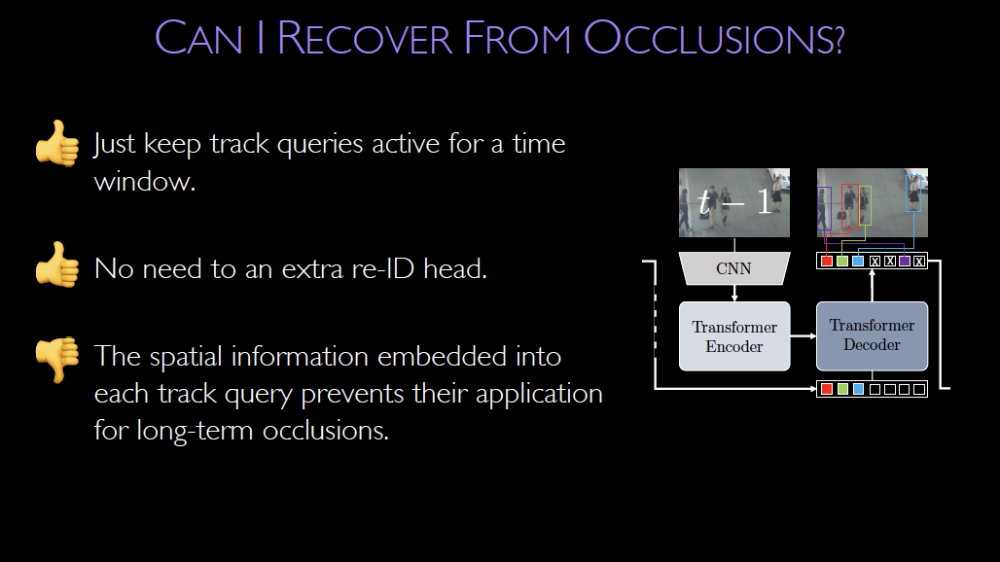 CAN I RECOVER FROM OCCLUSIONS?
Just keep track queries active for a time
window.
No need to an extra re-ID head.
The spatial information embedded into
each track query prevents their application
for long-term occlusions.
t − 1
CNN
Transformer
Encoder
Transformer
Decoder
X X X